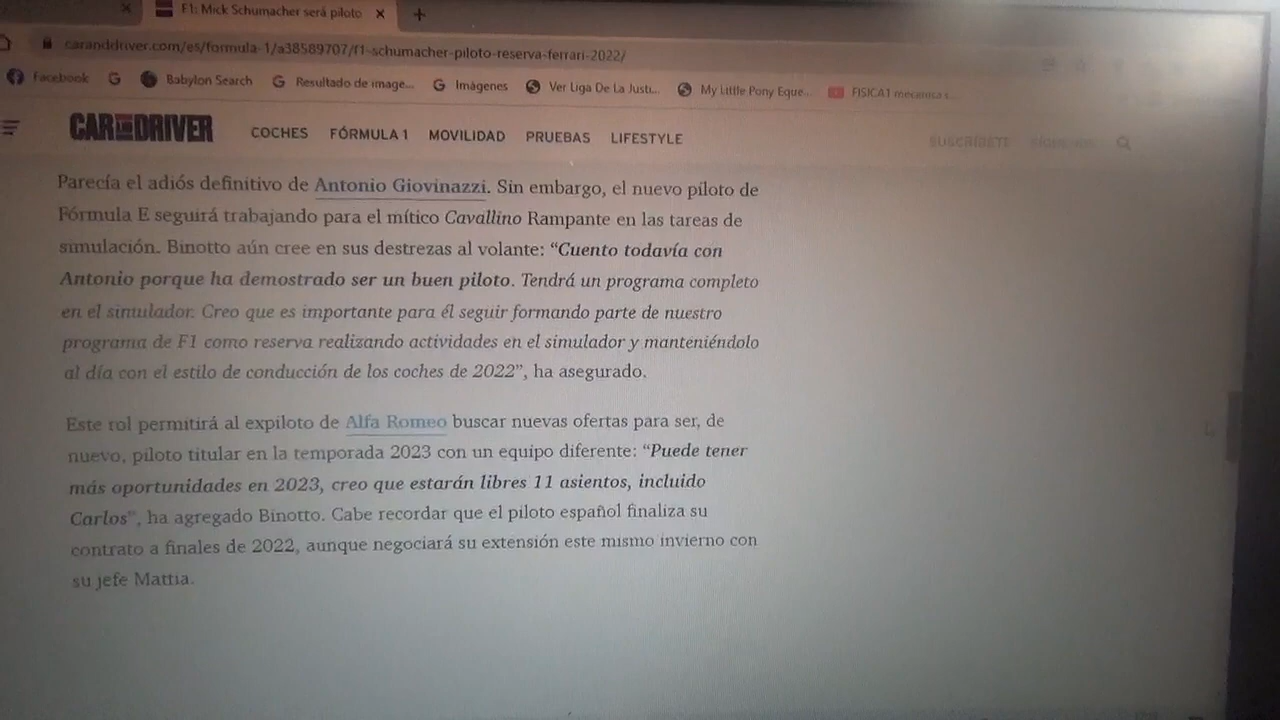 F1: Mick Schumacher será piloto
caranddriver.com/es/formula-1/a38589707/f1-schumacher-piloto-reserva-ferrari-2022/
Facebook Babylon Search Resultado de image... Imágenes Ver Liga De La Justi... My Little Pony Eque... FISICA1 mecanica s...
CAR AND DRIVER COCHES FÓRMULA 1 MOVILIDAD PRUEBAS LIFESTYLE SUSCRÍBETE
Parecía el adiós definitivo de Antonio Giovinazzi. Sin embargo, el nuevo piloto de
Fórmula E seguirá trabajando para el mítico Cavallino Rampante en las tareas de
simulación. Binotto aún cree en sus destrezas al volante: “Cuento todavía con
Antonio porque ha demostrado ser un buen piloto. Tendrá un programa completo
en el simulador. Creo que es importante para él seguir formando parte de nuestro
programa de F1 como reserva realizando actividades en el simulador y manteniéndolo
al día con el estilo de conducción de los coches de 2022”, ha asegurado.
Este rol permitirá al expiloto de Alfa Romeo buscar nuevas ofertas para ser, de
nuevo, piloto titular en la temporada 2023 con un equipo diferente: “Puede tener
más oportunidades en 2023, creo que estarán libres 11 asientos, incluido
Carlos”, ha agregado Binotto. Cabe recordar que el piloto español finaliza su
contrato a finales de 2022, aunque negociará su extensión este mismo invierno con
su jefe Mattia.